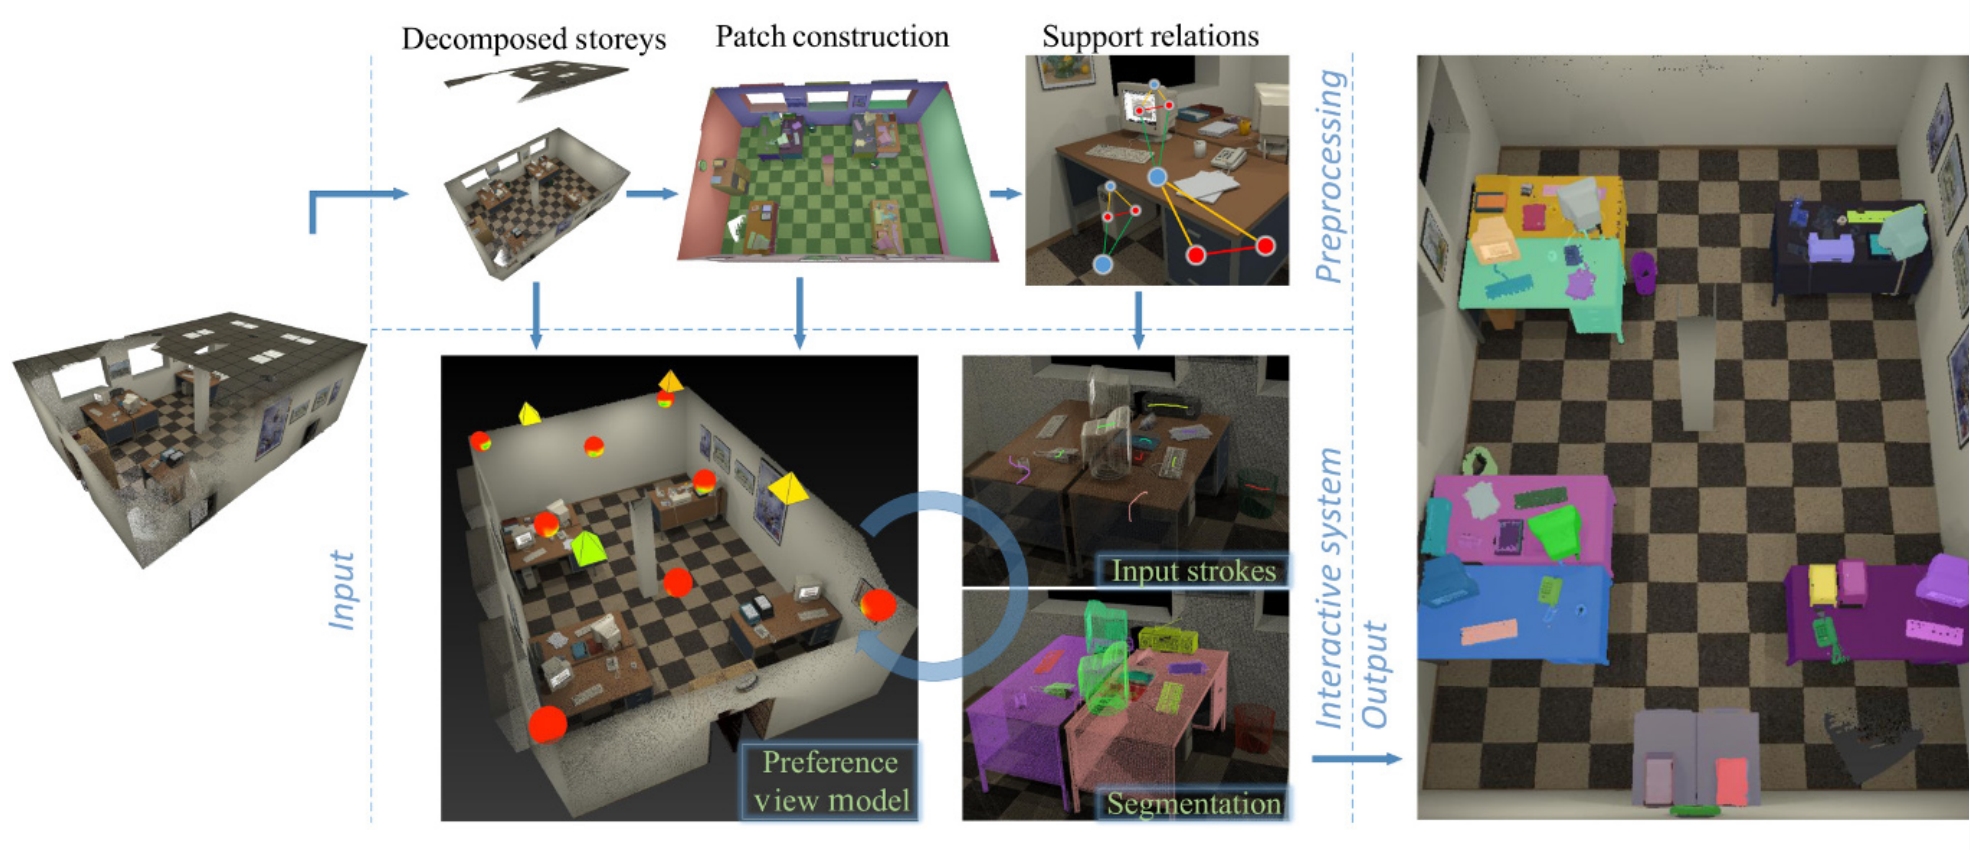 Decomposed storeys
Patch construction
Support relations
Preprocessing
Input
Input strokes
Interactive system
Output
Preference
view model
Segmentation